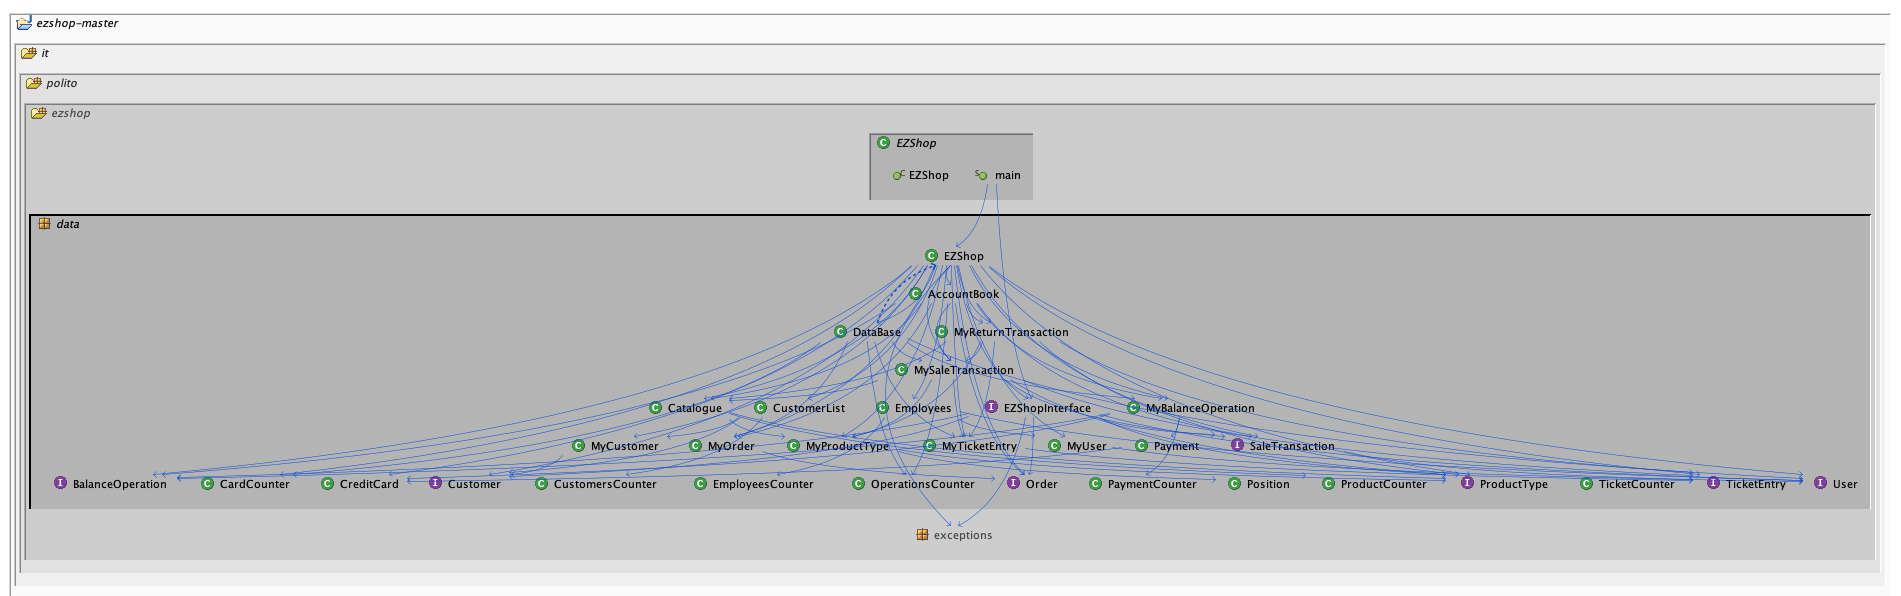 ezshop-master
it
polito
ezshop
EZShop
EZShop main
data
EZShop
AccountBook
DataBase MyReturnTransaction
MySaleTransaction
Catalogue CustomerList Employees EZShopInterface MyBalanceOperation
MyCustomer MyOrder MyProductType MyTicketEntry MyUser Payment SaleTransaction
BalanceOperation CardCounter CreditCard Customer CustomersCounter EmployeesCounter OperationsCounter Order PaymentCounter Position ProductCounter ProductType TicketCounter TicketEntry User
exceptions